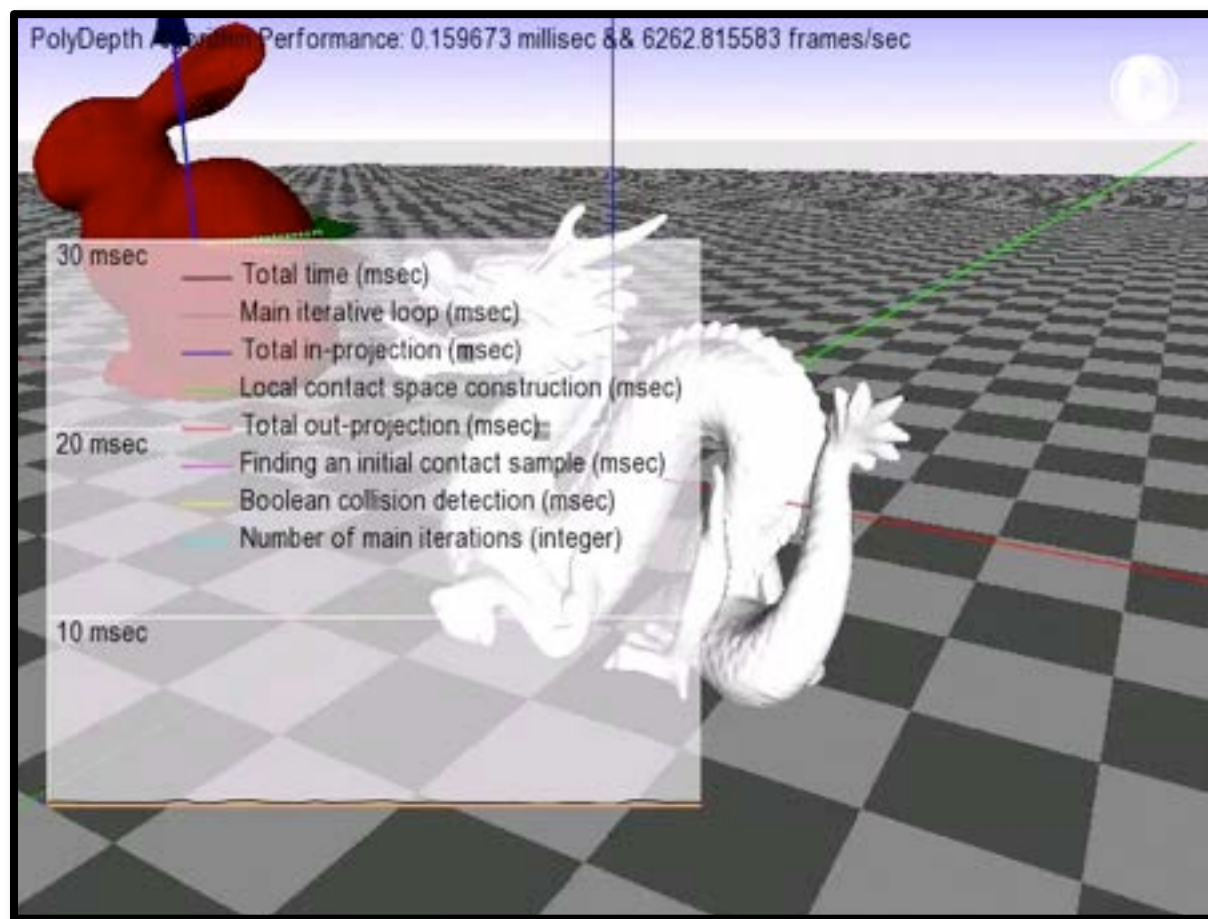 PolyDepth Algorithm Performance: 0.159673 millisec && 6262.815583 frames/sec
30 msec
Total time (msec)
Main iterative loop (msec)
Total in-projection (msec)
Local contact space construction (msec)
Total out-projection (msec)
20 msec
Finding an initial contact sample (msec)
Boolean collision detection (msec)
Number of main iterations (integer)
10 msec